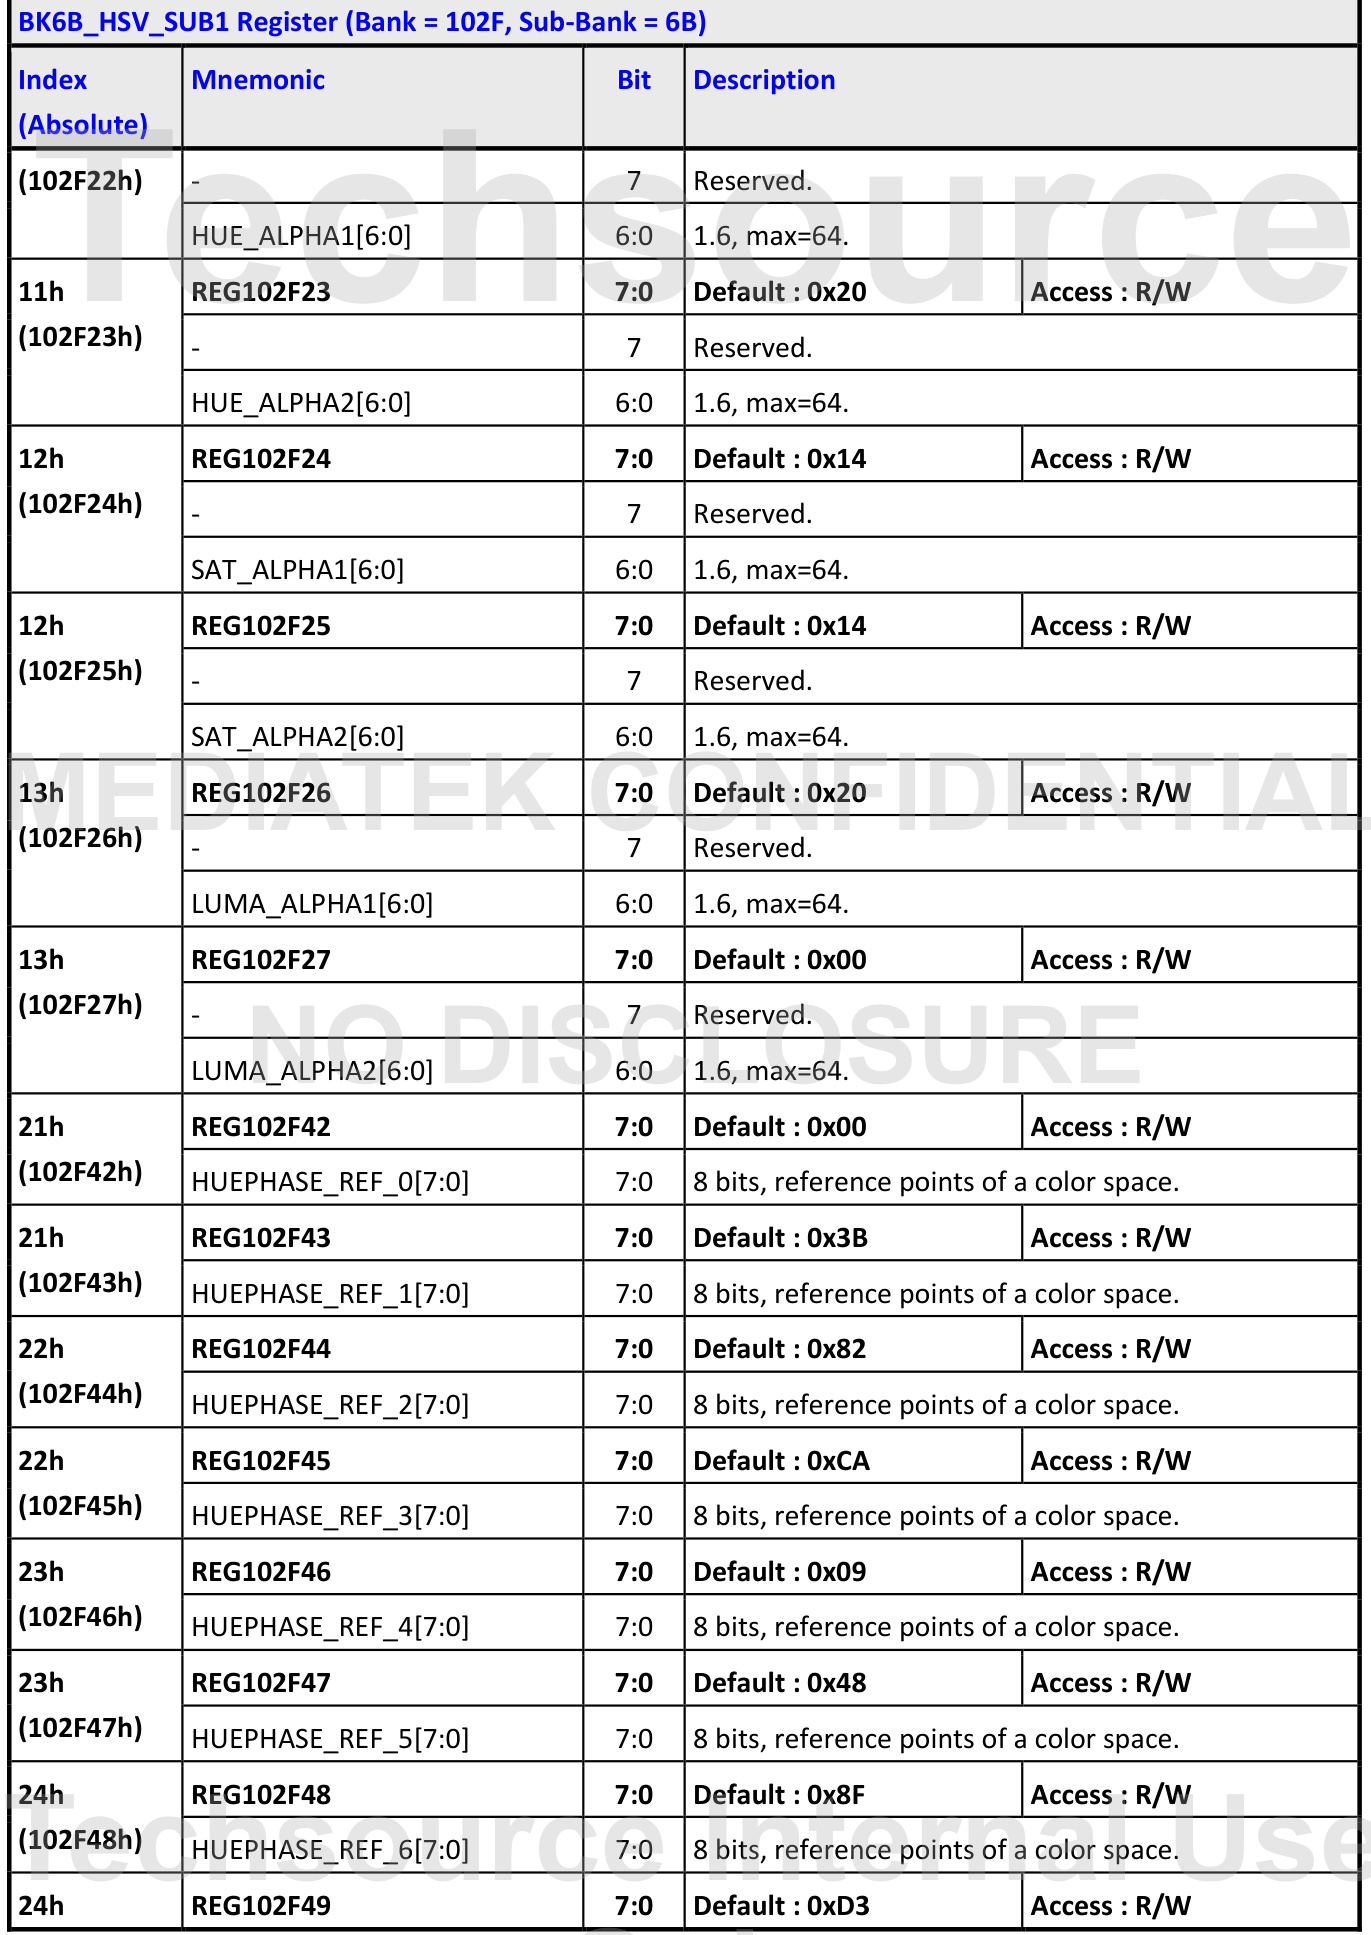 BK6B_HSV_SUB1 Register (Bank = 102F, Sub-Bank = 6B)
Index (Absolute) Mnemonic Bit Description
(102F22h) - 7 Reserved.
HUE_ALPHA1[6:0] 6:0 1.6, max=64.
11h (102F23h) REG102F23 7:0 Default : 0x20 Access : R/W
- 7 Reserved.
HUE_ALPHA2[6:0] 6:0 1.6, max=64.
12h (102F24h) REG102F24 7:0 Default : 0x14 Access : R/W
- 7 Reserved.
SAT_ALPHA1[6:0] 6:0 1.6, max=64.
12h (102F25h) REG102F25 7:0 Default : 0x14 Access : R/W
- 7 Reserved.
SAT_ALPHA2[6:0] 6:0 1.6, max=64.
13h (102F26h) REG102F26 7:0 Default : 0x20 Access : R/W
- 7 Reserved.
LUMA_ALPHA1[6:0] 6:0 1.6, max=64.
13h (102F27h) REG102F27 7:0 Default : 0x00 Access : R/W
- 7 Reserved.
LUMA_ALPHA2[6:0] 6:0 1.6, max=64.
21h (102F42h) REG102F42 7:0 Default : 0x00 Access : R/W
HUEPHASE_REF_0[7:0] 7:0 8 bits, reference points of a color space.
21h (102F43h) REG102F43 7:0 Default : 0x3B Access : R/W
HUEPHASE_REF_1[7:0] 7:0 8 bits, reference points of a color space.
22h (102F44h) REG102F44 7:0 Default : 0x82 Access : R/W
HUEPHASE_REF_2[7:0] 7:0 8 bits, reference points of a color space.
22h (102F45h) REG102F45 7:0 Default : 0xCA Access : R/W
HUEPHASE_REF_3[7:0] 7:0 8 bits, reference points of a color space.
23h (102F46h) REG102F46 7:0 Default : 0x09 Access : R/W
HUEPHASE_REF_4[7:0] 7:0 8 bits, reference points of a color space.
23h (102F47h) REG102F47 7:0 Default : 0x48 Access : R/W
HUEPHASE_REF_5[7:0] 7:0 8 bits, reference points of a color space.
24h (102F48h) REG102F48 7:0 Default : 0x8F Access : R/W
HUEPHASE_REF_6[7:0] 7:0 8 bits, reference points of a color space.
24h REG102F49 7:0 Default : 0xD3 Access : R/W
Techsource
MEDIATEK CONFIDENTIAL
NO DISCLOSURE
Techsource Internal Use